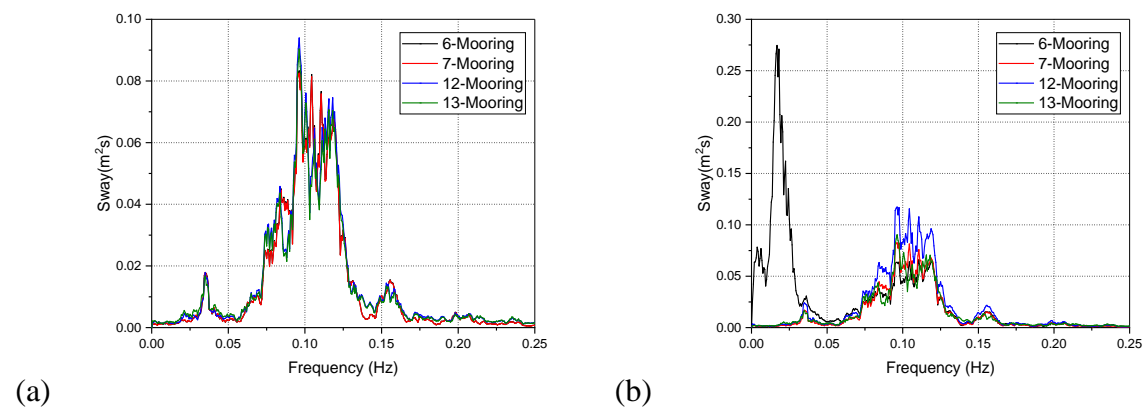 0.10
0.08
0.06
0.04
0.02
0.00
Sway(m²s)
0.00 0.05 0.10 0.15 0.20 0.25
Frequency (Hz)
6-Mooring
7-Mooring
12-Mooring
13-Mooring
(a)
0.30
0.25
0.20
0.15
0.10
0.05
0.00
Sway(m²s)
0.00 0.05 0.10 0.15 0.20 0.25
Frequency (Hz)
6-Mooring
7-Mooring
12-Mooring
13-Mooring
(b)